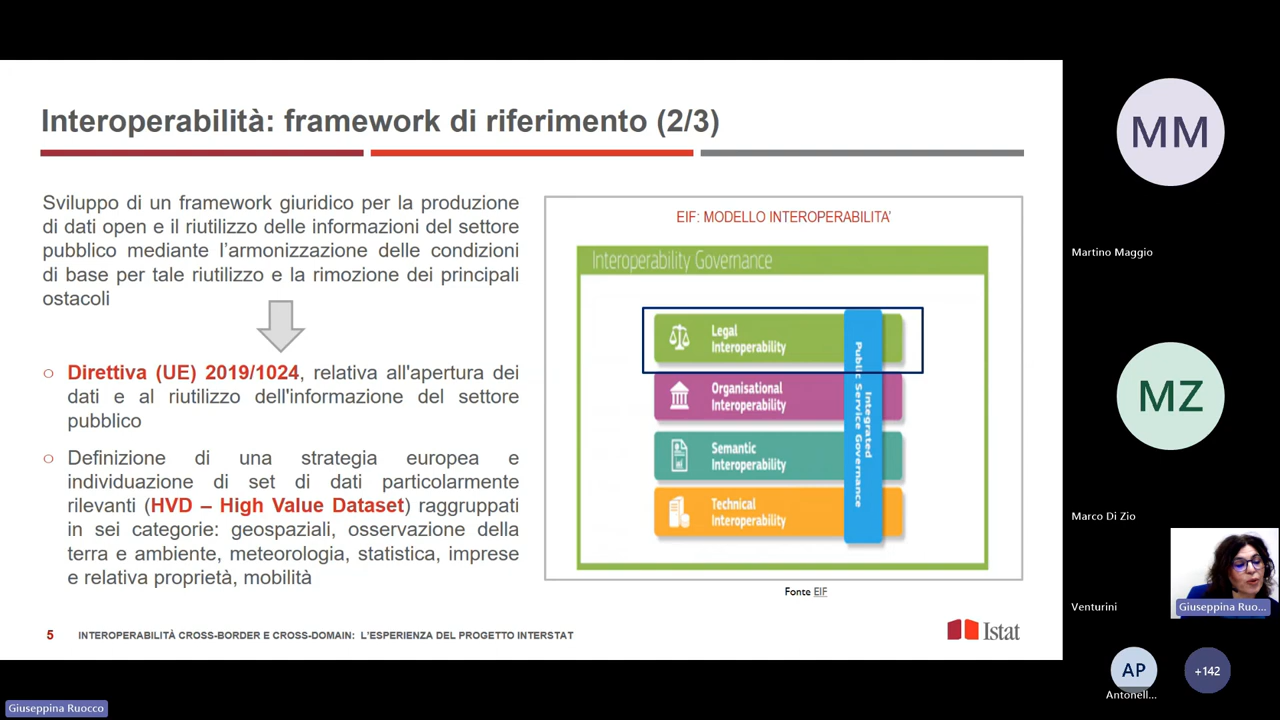 Interoperabilità: framework di riferimento (2/3)
Sviluppo di un framework giuridico per la produzione
di dati open e il riutilizzo delle informazioni del settore
pubblico mediante l’armonizzazione delle condizioni
di base per tale riutilizzo e la rimozione dei principali
ostacoli
○ Direttiva (UE) 2019/1024, relativa all'apertura dei
dati e al riutilizzo dell'informazione del settore
pubblico
○ Definizione di una strategia europea e
individuazione di set di dati particolarmente
rilevanti (HVD – High Value Dataset) raggruppati
in sei categorie: geospaziali, osservazione della
terra e ambiente, meteorologia, statistica, imprese
e relativa proprietà, mobilità
EIF: MODELLO INTEROPERABILITA’
Interoperability Governance
Legal
Interoperability
Organisational
Interoperability
Semantic
Interoperability
Technical
Interoperability
Integrated
Public Service Governance
Fonte EIF
5 INTEROPERABILITÀ CROSS-BORDER E CROSS-DOMAIN: L’ESPERIENZA DEL PROGETTO INTERSTAT
Istat
MM
Martino Maggio
MZ
Marco Di Zio
Venturini
Giuseppina Ruo...
AP
Antonell...
+142
Giuseppina Ruocco